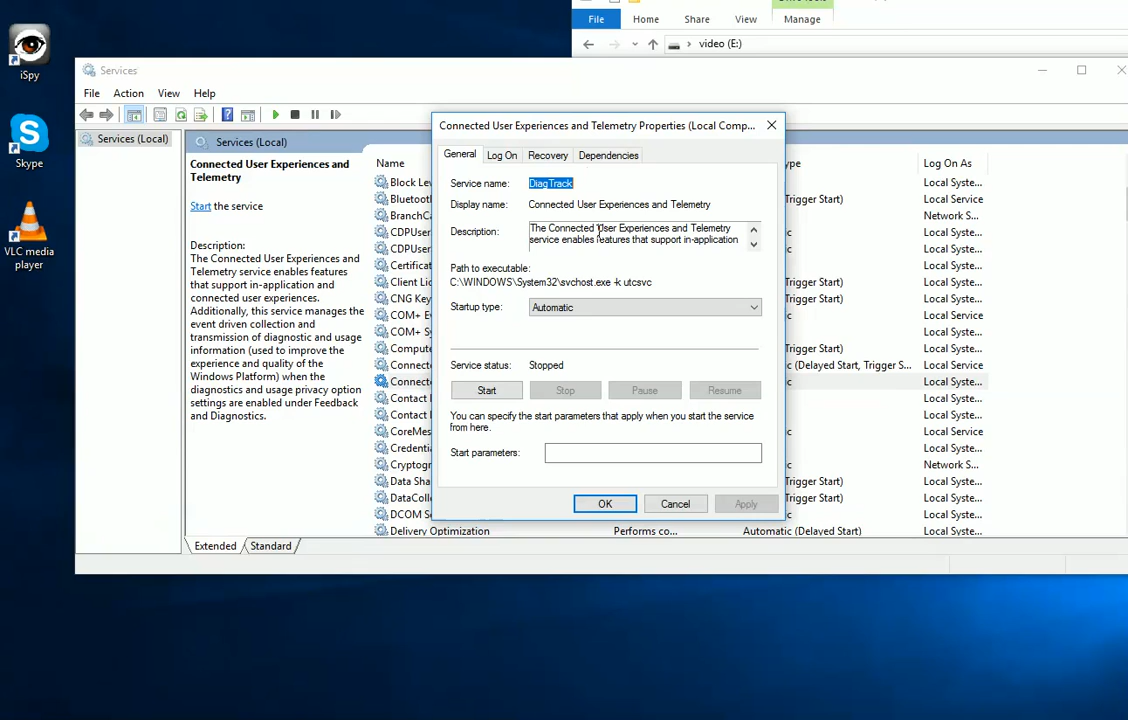 iSpy
Skype
VLC media
player
File
Home
Share
View
Manage
video (E:)
Services
File
Action
View
Help
Services (Local)
Services (Local)
Connected User Experiences and
Telemetry
Start the service
Description:
The Connected User Experiences and
Telemetry service enables features
that support in-application and
connected user experiences.
Additionally, this service manages the
event driven collection and
transmission of diagnostic and usage
information (used to improve the
experience and quality of the
Windows Platform) when the
diagnostics and usage privacy option
settings are enabled under Feedback
and Diagnostics.
Name
Block Le
Bluetoot
BranchCa
CDPUser
CDPUser
Certificat
Client Lic
CNG Key
COM+ E
COM+ Sy
Compute
Connecte
Connecte
Contact
Contact
CoreMes
Credentia
Cryptogr
Data Sha
DataColl
DCOM S
Delivery Optimization
Performs co...
Automatic (Delayed Start)
Local Syste...
Connected User Experiences and Telemetry Properties (Local Comp...
General
Log On
Recovery
Dependencies
Service name:
DiagTrack
Display name:
Connected User Experiences and Telemetry
Description:
The Connected User Experiences and Telemetry
service enables features that support in-application
Path to executable:
C:\WINDOWS\System32\svchost.exe -k utcsvc
Startup type:
Automatic
Service status:
Stopped
Start
Stop
Pause
Resume
You can specify the start parameters that apply when you start the service
from here.
Start parameters:
OK
Cancel
Apply
ype
Log On As
Local Syste...
Trigger Start)
Local Service
Network S...
Local Syste...
Local Syste...
Local Syste...
Trigger Start)
Local Syste...
Trigger Start)
Local Syste...
Local Service
Local Syste...
Trigger Start)
Local Syste...
ic (Delayed Start, Trigger S...
Local Service
ic
Local Syste...
Local Syste...
Local Syste...
ic
Local Service
Local Syste...
ic
Network S...
Trigger Start)
Local Syste...
Trigger Start)
Local Syste...
ic
Local Syste...
Extended
Standard